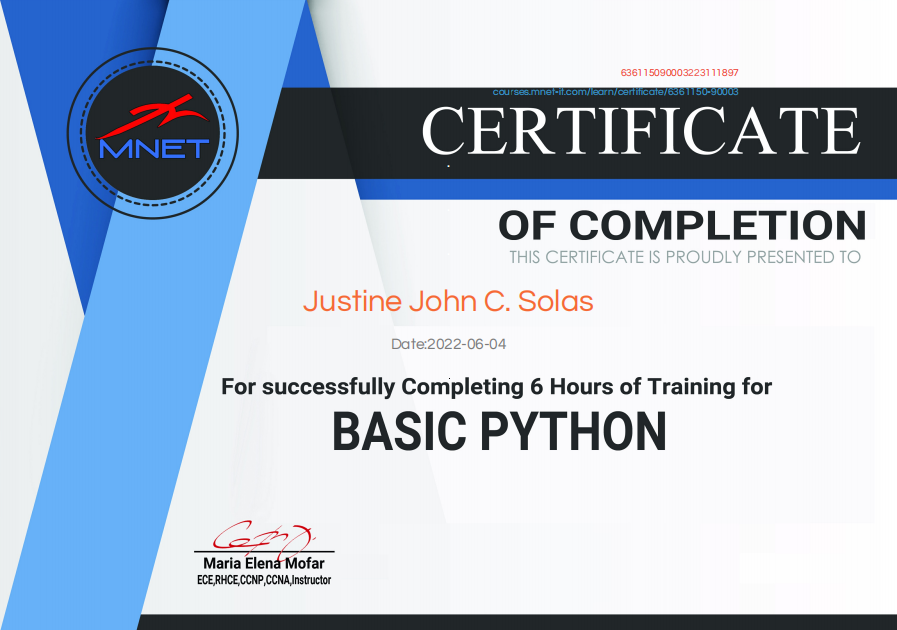 636115090003223111897
courses.mnet-it.com/learn/certificate/6361150-90003
MNET
CERTIFICATE
OF COMPLETION
THIS CERTIFICATE IS PROUDLY PRESENTED TO
Justine John C. Solas
Date:2022-06-04
For successfully Completing 6 Hours of Training for
BASIC PYTHON
Maria Elena Mofar
ECE,RHCE,CCNP,CCNA,Instructor